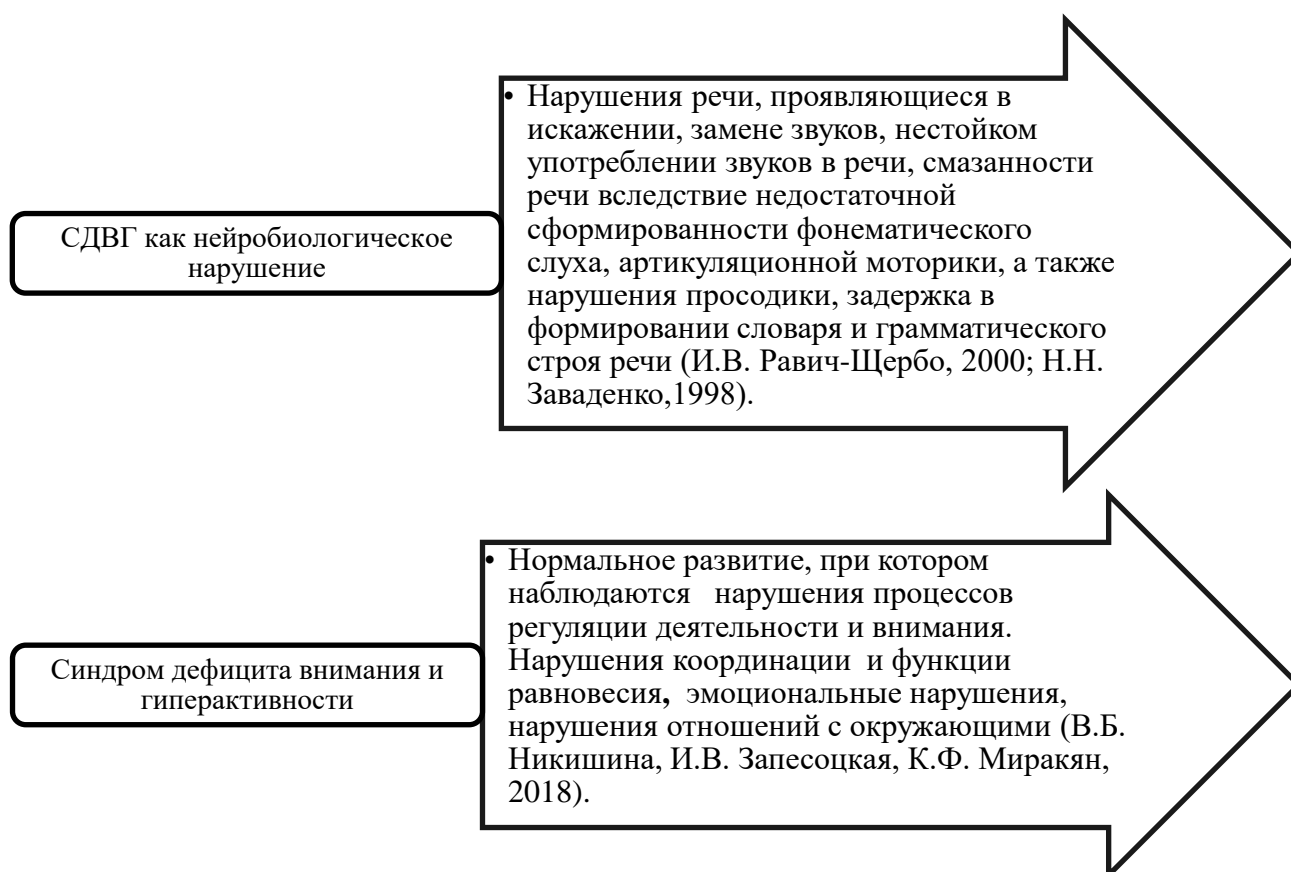 СДВГ как нейробиологическое
нарушение
• Нарушения речи, проявляющиеся в
искажении, замене звуков, нестойком
употреблении звуков в речи, смазанности
речи вследствие недостаточной
сформированности фонематического
слуха, артикуляционной моторики, а также
нарушения просодики, задержка в
формировании словаря и грамматического
строя речи (И.В. Равич-Щербо, 2000; Н.Н.
Заваденко,1998).
Синдром дефицита внимания и
гиперактивности
• Нормальное развитие, при котором
наблюдаются нарушения процессов
регуляции деятельности и внимания.
Нарушения координации и функции
равновесия, эмоциональные нарушения,
нарушения отношений с окружающими (В.Б.
Никишина, И.В. Запесоцкая, К.Ф. Миракян,
2018).